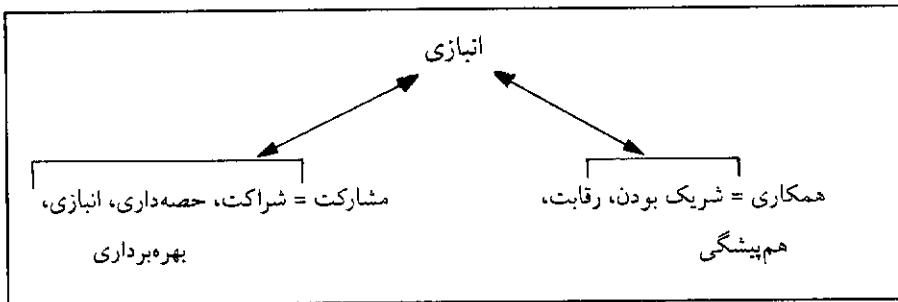 انبازی
همکاری = شریک بودن، رقابت،
هم‌پیشگی
مشارکت = شراکت، حصه‌داری، انبازی،
بهره‌برداری